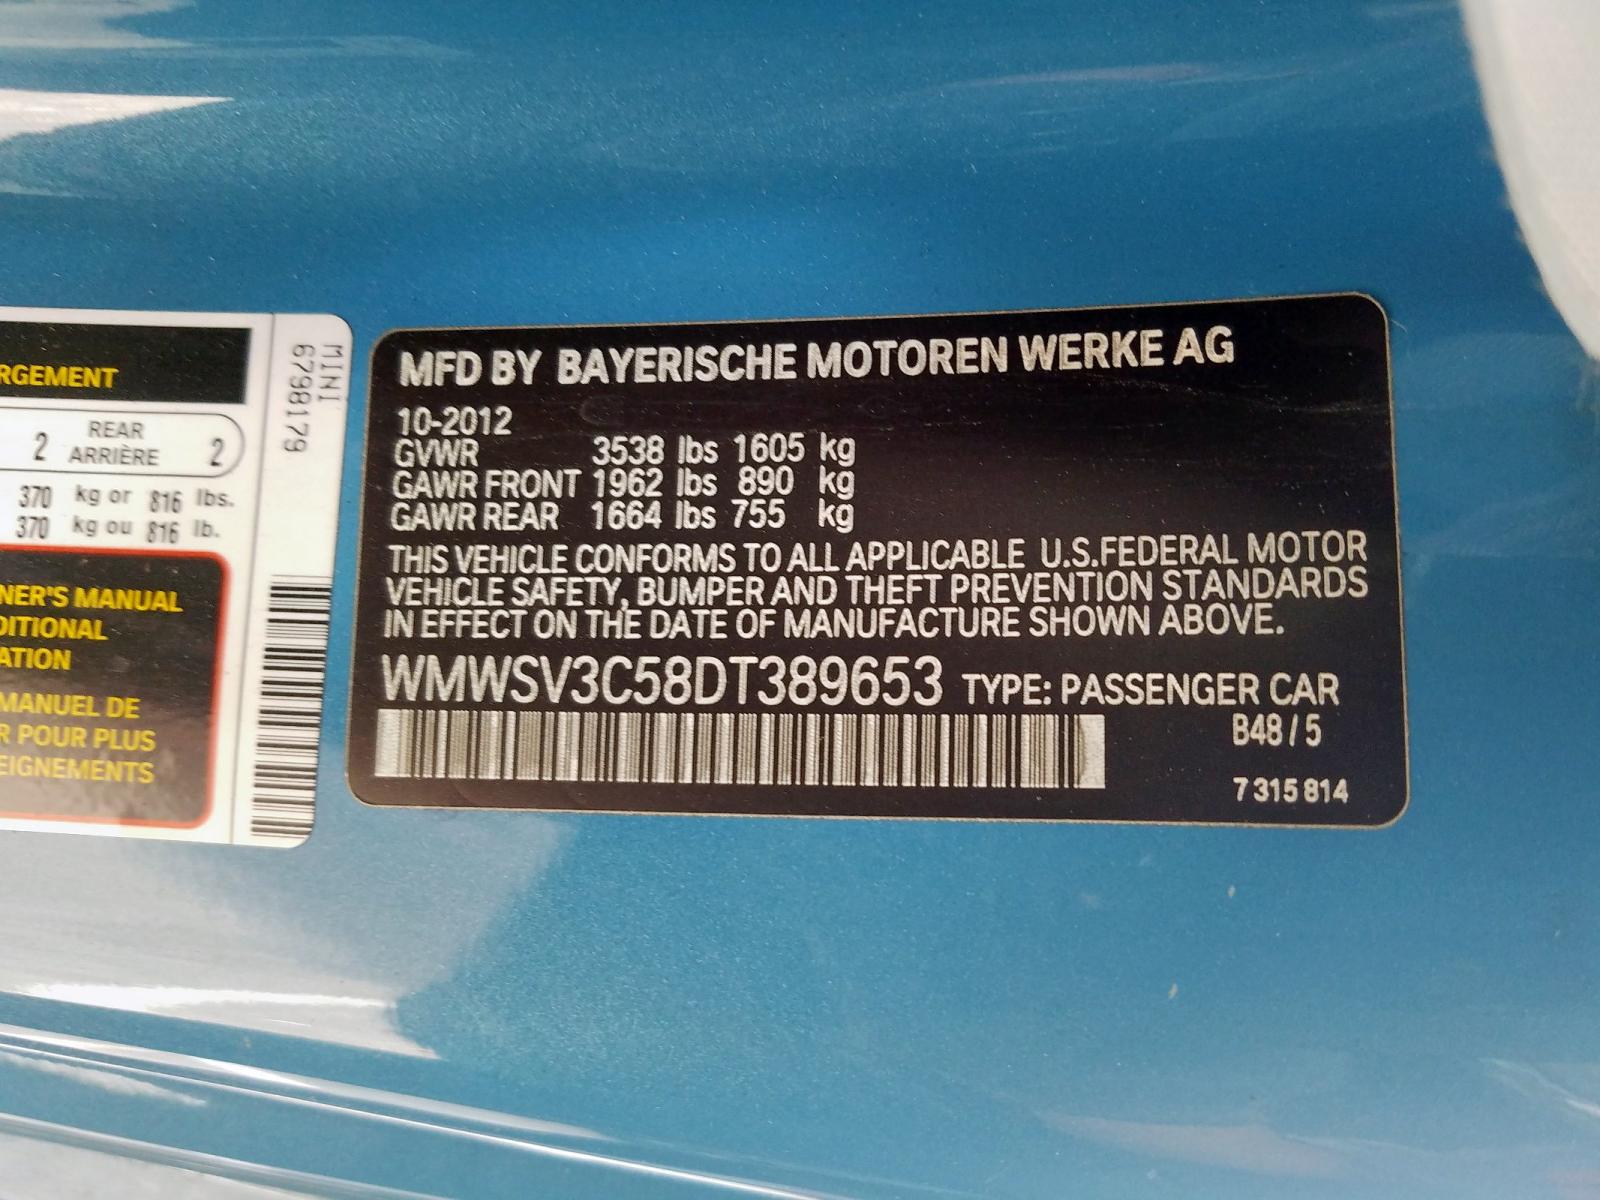 RGEMENT
2 REAR ARRIÈRE 2
370 kg or 816 lbs.
370 kg ou 816 lb.
NER'S MANUAL
DITIONAL
ATION
MANUEL DE
R POUR PLUS
EIGNEMENTS
MINI
6798179
MFD BY BAYERISCHE MOTOREN WERKE AG
10-2012
GVWR 3538 lbs 1605 kg
GAWR FRONT 1962 lbs 890 kg
GAWR REAR 1664 lbs 755 kg
THIS VEHICLE CONFORMS TO ALL APPLICABLE U.S.FEDERAL MOTOR
VEHICLE SAFETY, BUMPER AND THEFT PREVENTION STANDARDS
IN EFFECT ON THE DATE OF MANUFACTURE SHOWN ABOVE.
WMWSV3C58DT389653 TYPE: PASSENGER CAR
B48 / 5
7 315 814